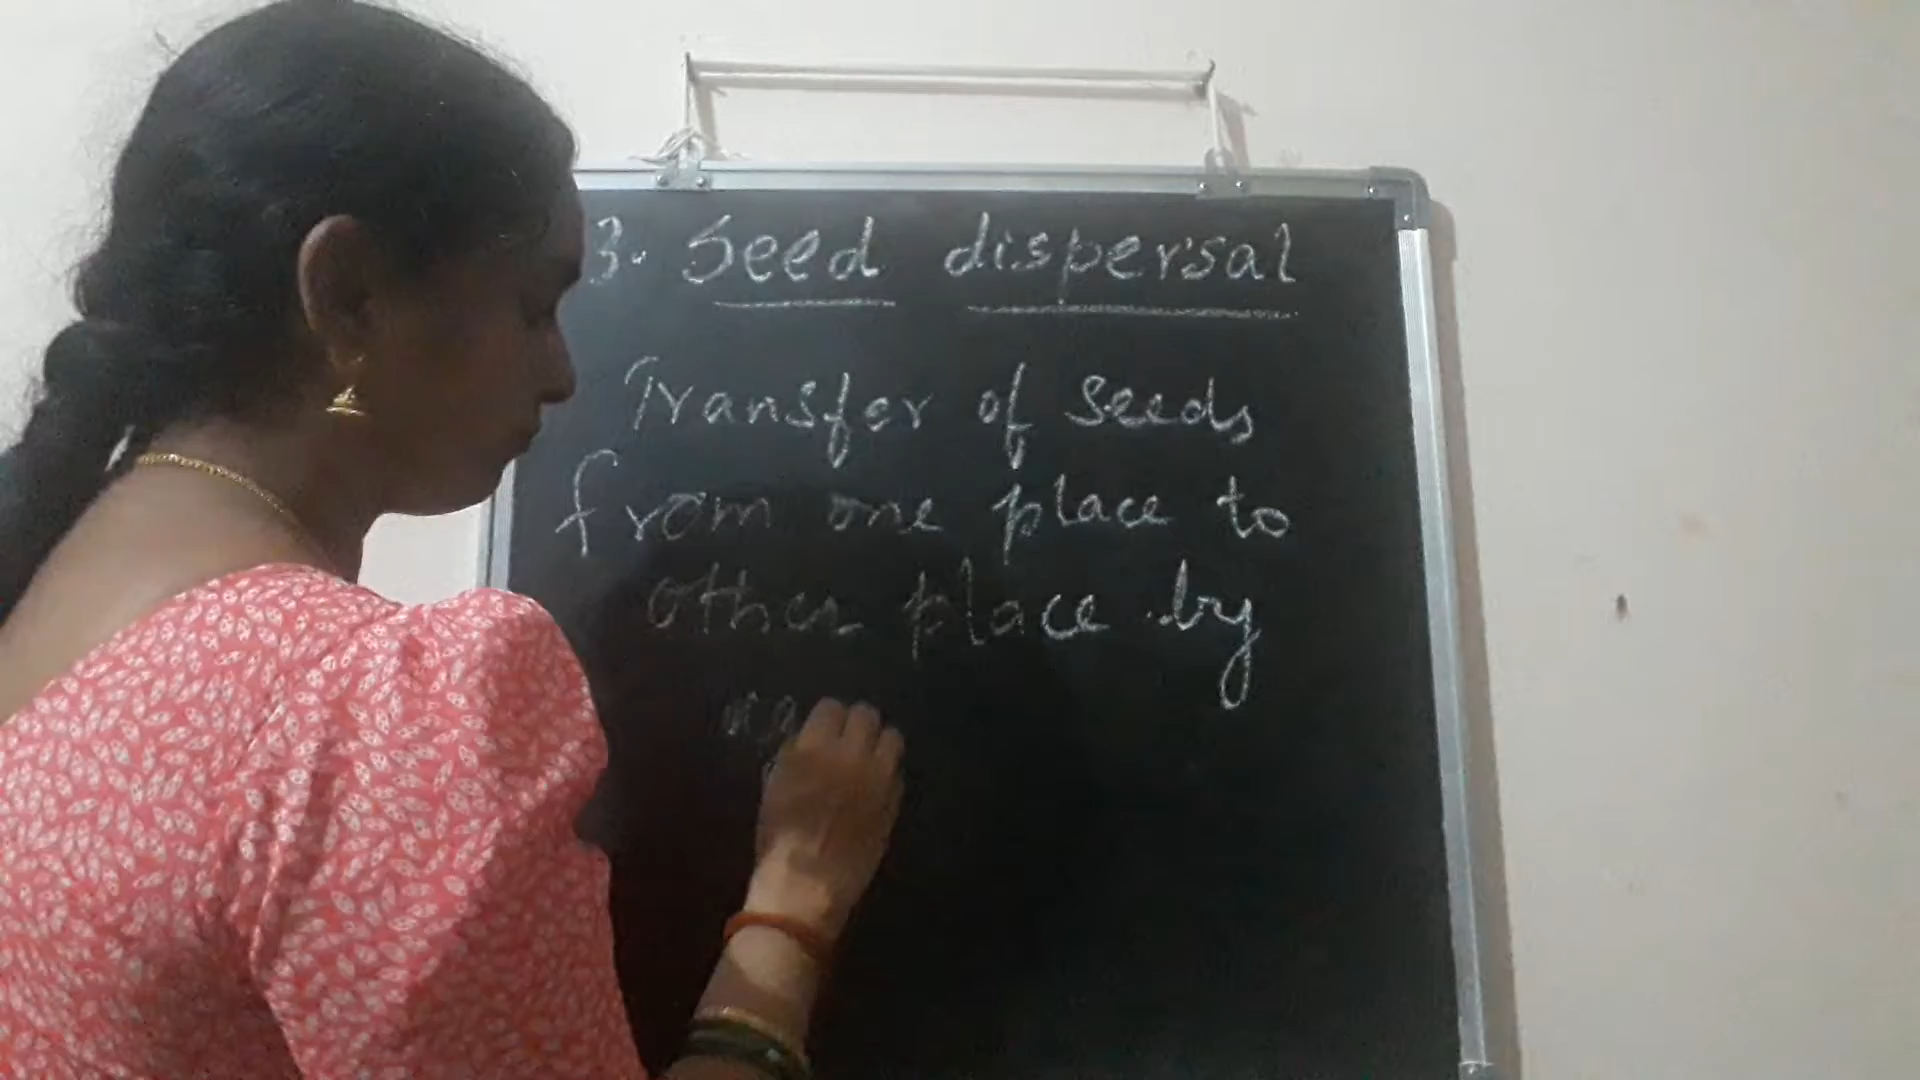 3. Seed dispersal
Transfer of seeds
from one place to
other place by